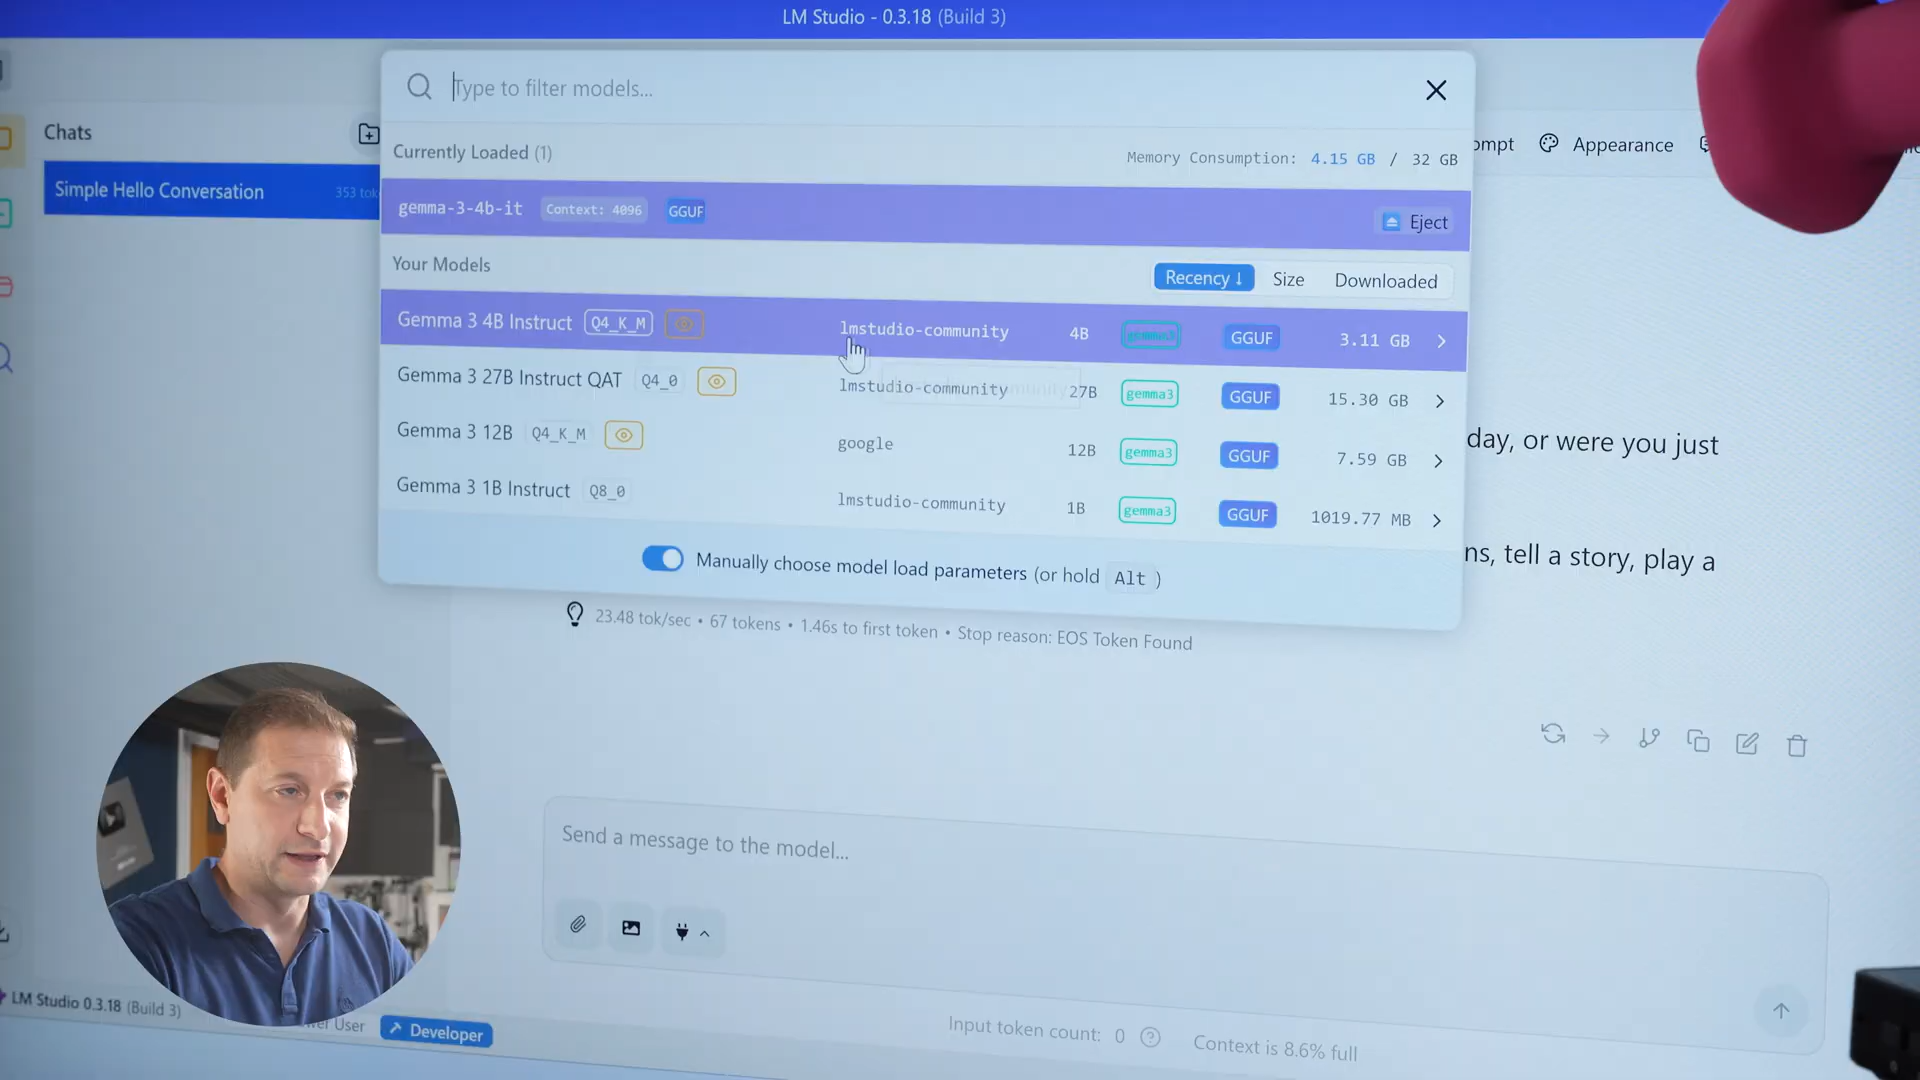 LM Studio - 0.3.18 (Build 3)
Type to filter models...
Chats
Currently Loaded (1)
Memory Consumption: 4.15 GB / 32 GB
ompt
Appearance
Simple Hello Conversation
353 tok
gemma-3-4b-it Context: 4096 GGUF
Eject
Your Models
Recency ↓ Size Downloaded
Gemma 3 4B Instruct Q4_K_M lmstudio-community 4B gemma3 GGUF 3.11 GB
Gemma 3 27B Instruct QAT Q4_0 lmstudio-community 27B gemma3 GGUF 15.30 GB
Gemma 3 12B Q4_K_M google 12B gemma3 GGUF 7.59 GB
Gemma 3 1B Instruct Q8_0 lmstudio-community 1B gemma3 GGUF 1019.77 MB
day, or were you just
ns, tell a story, play a
Manually choose model load parameters (or hold Alt )
23.48 tok/sec • 67 tokens • 1.46s to first token • Stop reason: EOS Token Found
Send a message to the model...
LM Studio 0.3.18 (Build 3)
User
Developer
Input token count: 0
Context is 8.6% full